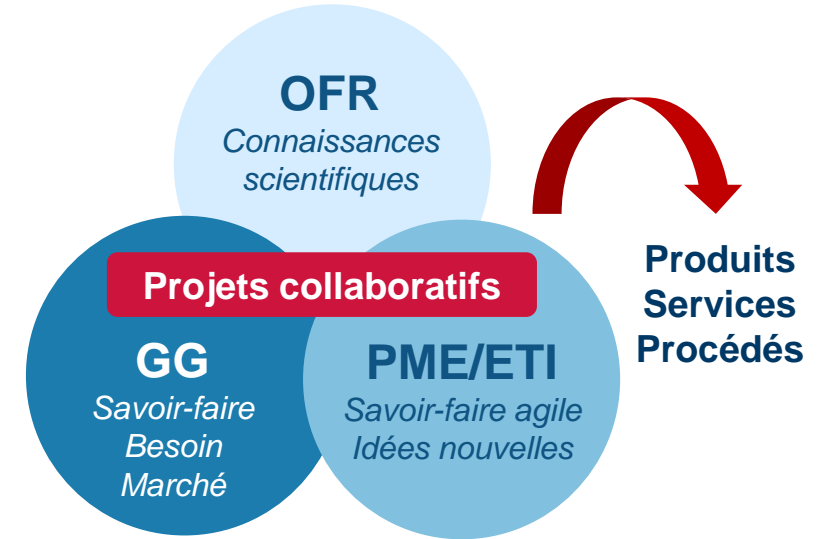 OFR
Connaissances
scientifiques
Projets collaboratifs
GG
Savoir-faire
Besoin
Marché
PME/ETI
Savoir-faire agile
Idées nouvelles
Produits
Services
Procédés